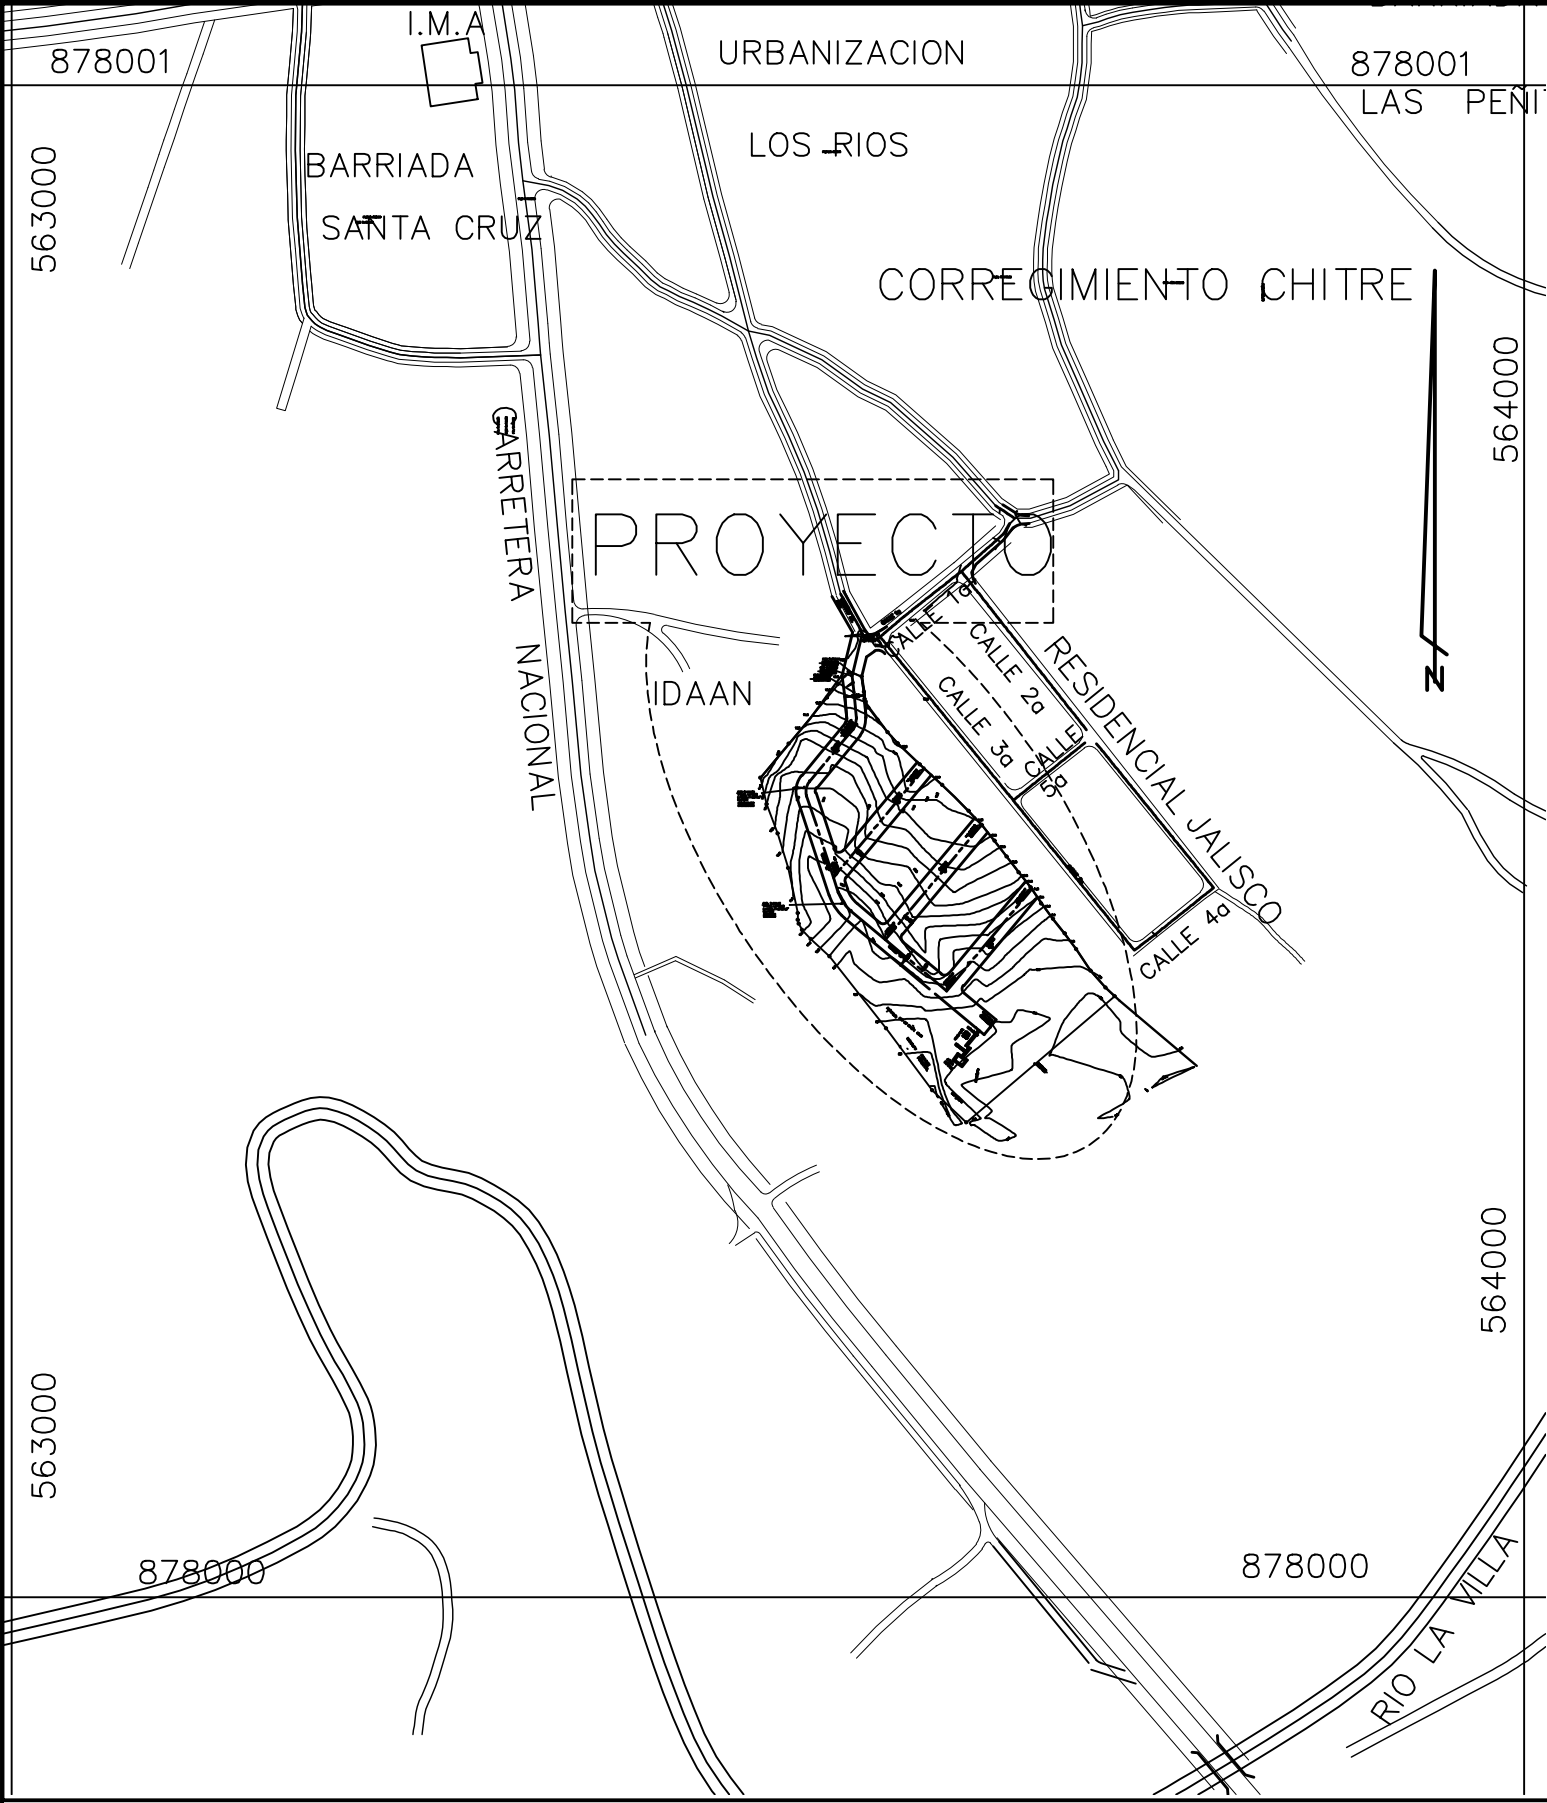 I.M.A
URBANIZACION
878001
878001
LAS
LOS RIOS
BARRIADA
SANTA CRUZ
563000
CORREGIMIENTO CHITRE
564000
CARRETERA NACIONAL
PROYECTO
CALLE 1a
CALLE 2a
RESIDENCIAL JALISCO
IDAAN
CALLE 3a
CALLE
5a
CALLE 4a
N
564000
563000
878000
878000
RIO LA VILLA